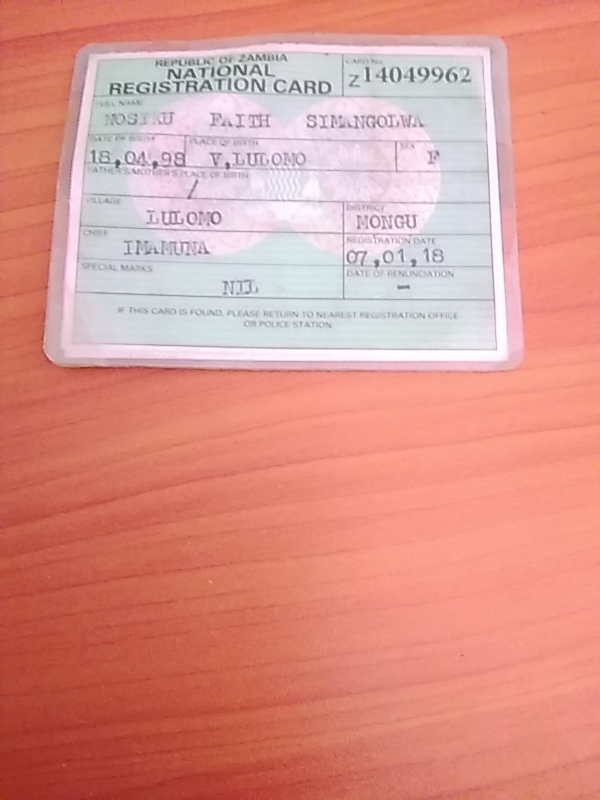 REPUBLIC OF ZAMBIA
NATIONAL
REGISTRATION CARD
CARD No.
Z14049962
FULL NAME
NOSIKU FAITH SIMANGOLWA
DATE OF BIRTH PLACE OF BIRTH SEX
18,04,98 V,LULOMO F
FATHER'S/MOTHER'S PLACE OF BIRTH
/
VILLAGE DISTRICT
LULOMO MONGU
CHIEF REGISTRATION DATE
IMAMUNA 07,01,18
SPECIAL MARKS DATE OF RENUNCIATION
NIL -
IF THIS CARD IS FOUND, PLEASE RETURN TO NEAREST REGISTRATION OFFICE
OR POLICE STATION.